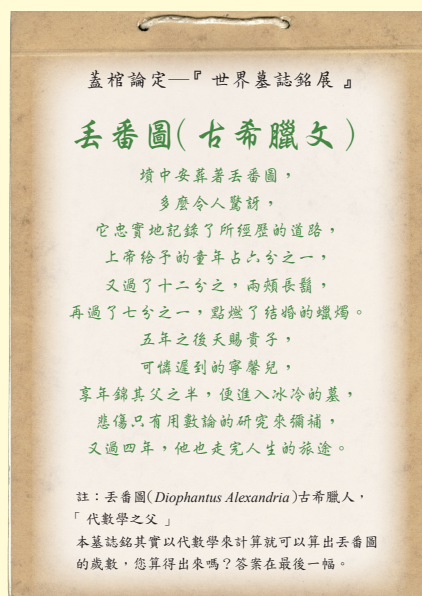 蓋棺論定—『 世界墓誌銘展 』
丟番圖(古希臘文)
墳中安葬著丟番圖，
多麼令人驚訝，
它忠實地記錄了所經歷的道路，
上帝給予的童年占六分之一，
又過了十二分之，兩頰長鬍，
再過了七分之一，點燃了結婚的蠟燭。
五年之後天賜貴子，
可憐遲到的寧馨兒，
享年錦其父之半，便進入冰冷的墓，
悲傷只有用數論的研究來彌補，
又過四年，他也走完人生的旅途。
註：丟番圖(Diophantus Alexandria)古希臘人，
「 代數學之父 」
本墓誌銘其實以代數學來計算就可以算出丟番圖
的歲數，您算得出來嗎？答案在最後一幅。